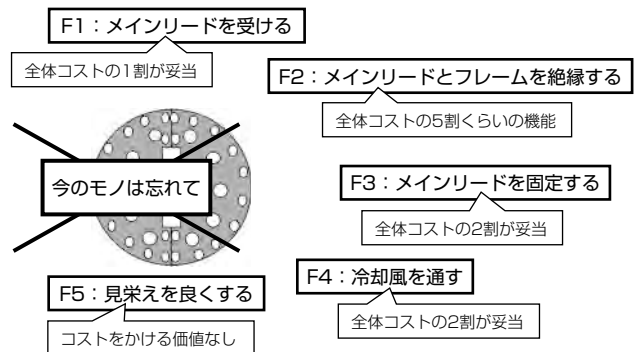 F1：メインリードを受ける
全体コストの1割が妥当
F2：メインリードとフレームを絶縁する
全体コストの5割くらいの機能
今のモノは忘れて
F3：メインリードを固定する
全体コストの2割が妥当
F4：冷却風を通す
全体コストの2割が妥当
F5：見栄えを良くする
コストをかける価値なし